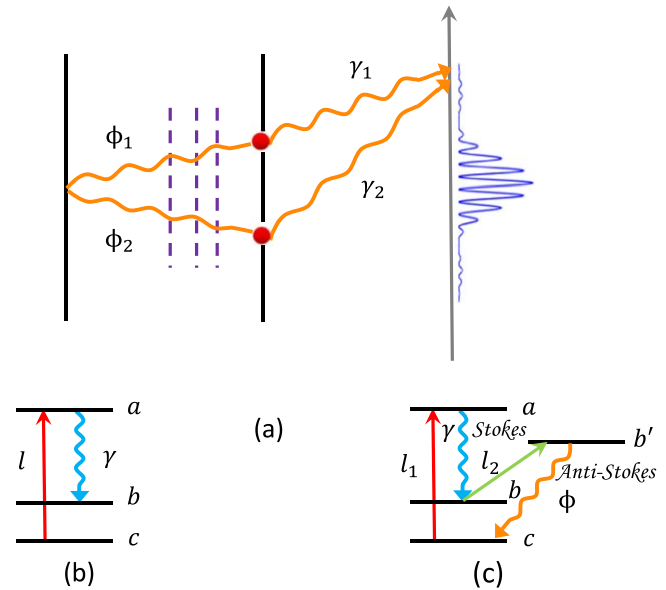 γ₁
ϕ₁
γ₂
ϕ₂
(a)
a
l
γ
b
c
(b)
a
γ
Stokes
b′
l₁
l₂
b
Anti-Stokes
ϕ
c
(c)